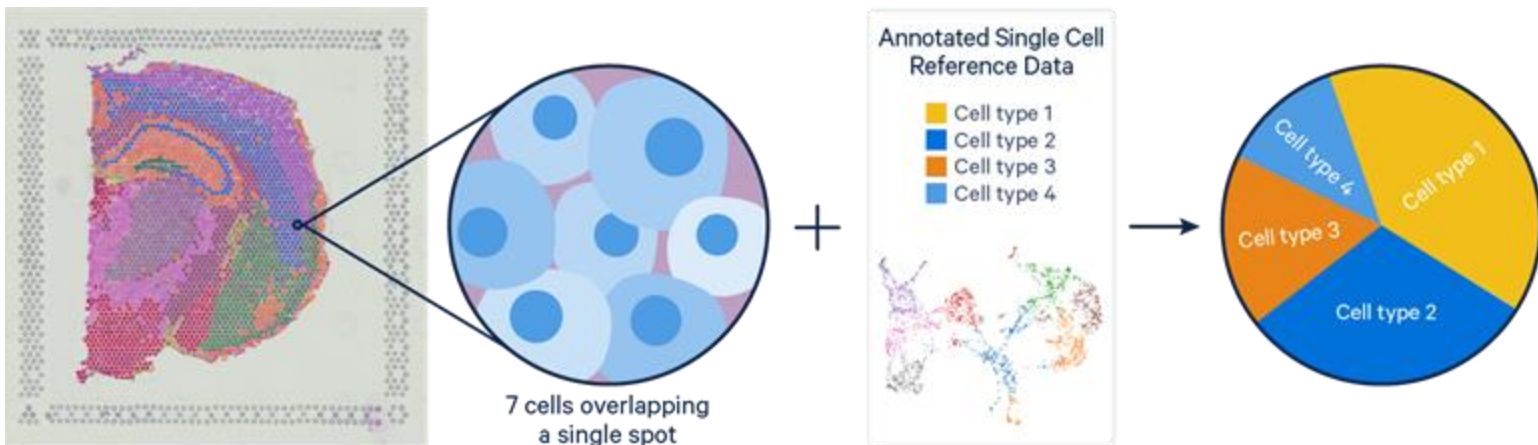 7 cells overlapping
a single spot
Annotated Single Cell
Reference Data
Cell type 1
Cell type 2
Cell type 3
Cell type 4
Cell type 1
Cell type 2
Cell type 3
Cell type 4